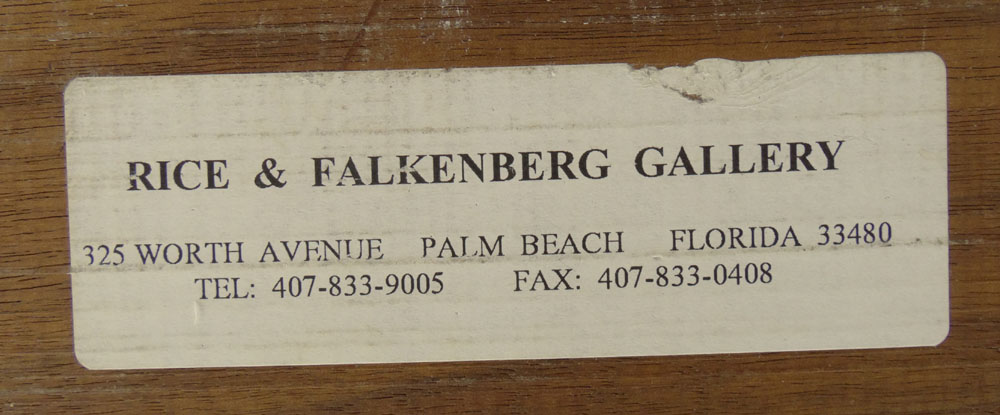 RICE & FALKENBERG GALLERY
325 WORTH AVENUE PALM BEACH FLORIDA 33480
TEL: 407-833-9005 FAX: 407-833-0408